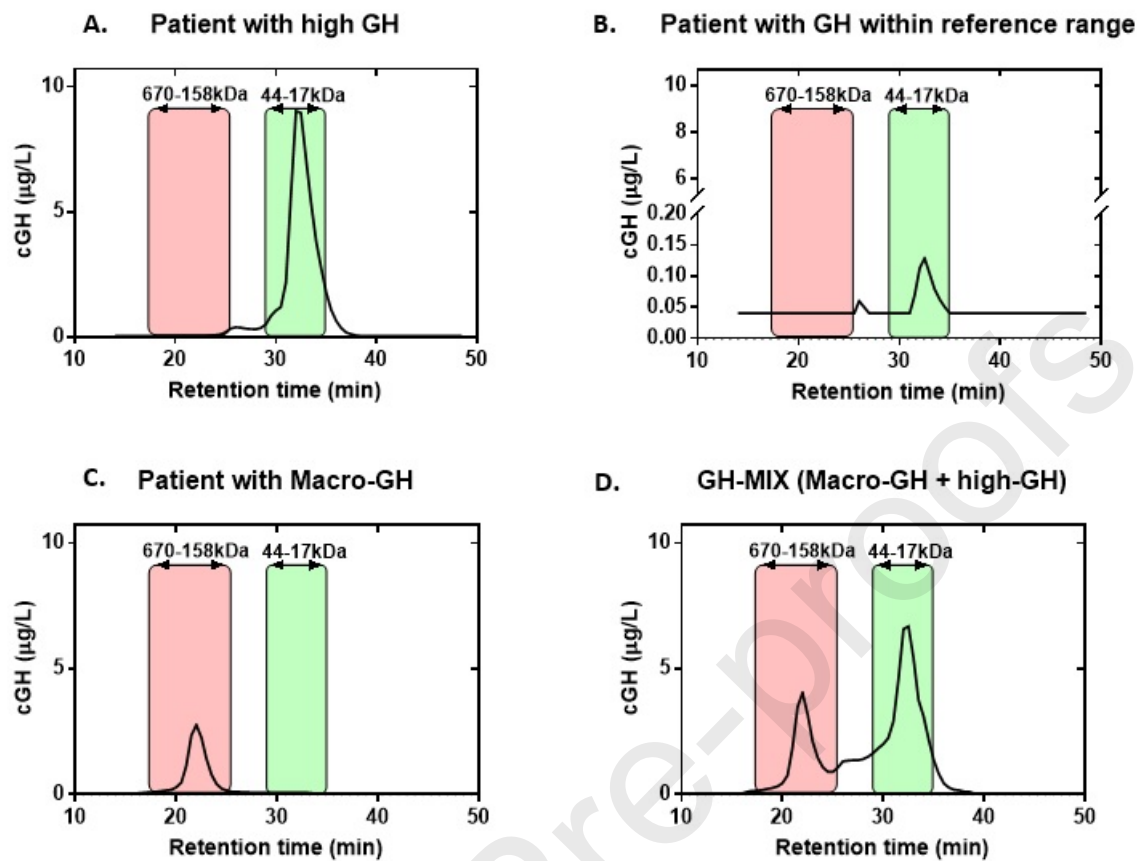 A. Patient with high GH
10
5
0
cGH (µg/L)
670-158kDa 44-17kDa
10 20 30 40 50
Retention time (min)
B. Patient with GH within reference range
10
8
6
0.20
0.15
0.10
0.05
0.00
cGH (µg/L)
670-158kDa 44-17kDa
10 20 30 40 50
Retention time (min)
C. Patient with Macro-GH
10
5
0
cGH (µg/L)
670-158kDa 44-17kDa
10 20 30 40 50
Retention time (min)
D. GH-MIX (Macro-GH + high-GH)
10
5
0
cGH (µg/L)
670-158kDa 44-17kDa
10 20 30 40 50
Retention time (min)
Pre-proofs